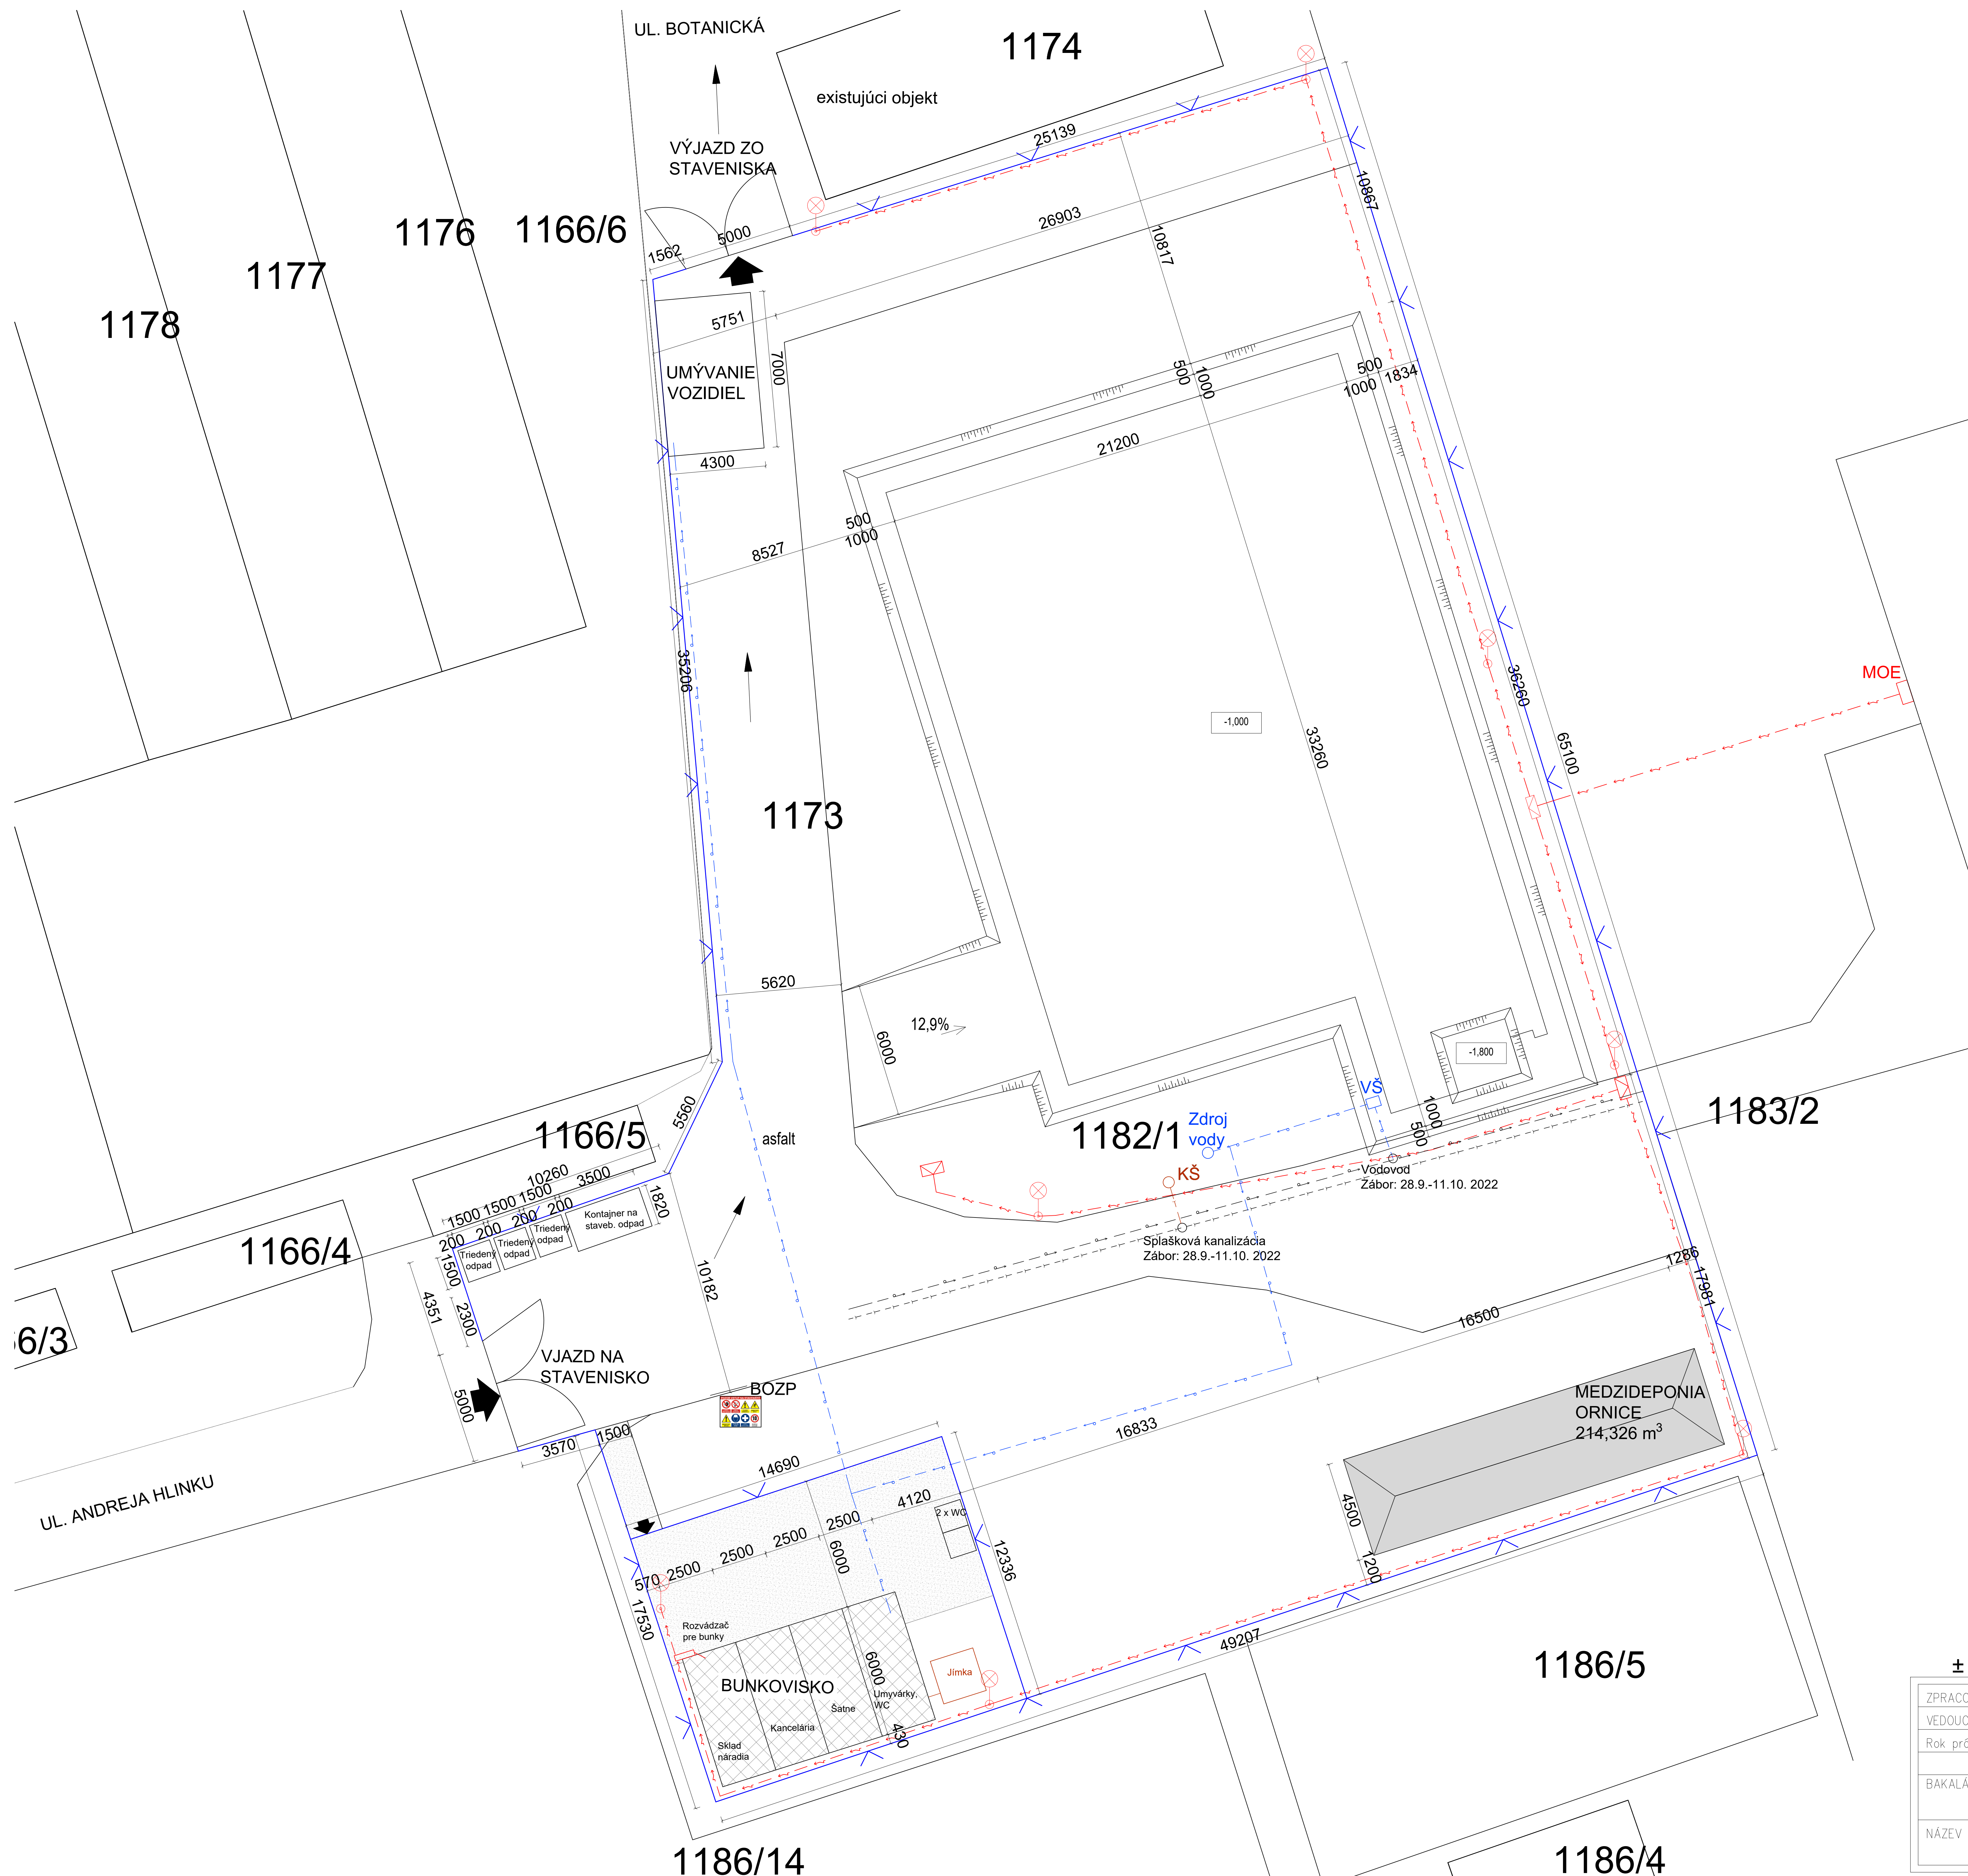 UL. BOTANICKÁ
1174
existujúci objekt
VÝJAZD ZO
STAVENISKA
25139
10867
1176
1166/6
1177
1178
1562
5000
26903
10817
5751
7000
UMÝVANIE
VOZIDIEL
4300
500
1000
500
1000
1834
21200
500
1000
8527
35206
36260
MOE
-1,000
33260
65100
1173
5620
12,9%
6000
-1,800
VŠ
Zdroj
vody
1000
500
1183/2
1182/1
1166/5
5560
asfalt
KŠ
Vodovod
Zábor: 28.9.-11.10. 2022
Splašková kanalizácia
Zábor: 28.9.-11.10. 2022
10260
3500
1500
1500
1500
200
200
200
200
1820
Kontajner na
staveb. odpad
Triedený
odpad
Triedený
odpad
Triedený
odpad
1166/4
1500
4351
2300
10182
1286
17981
16500
6/3
VJAZD NA
STAVENISKO
BOZP
5000
3570
1500
MEDZIDEPONIA
ORNICE
214,326 m3
16833
14690
4120
2 x WC
4500
1200
12336
UL. ANDREJA HLINKU
570
2500
2500
2500
2500
6000
17530
Rozvádzač
pre bunky
BUNKOVISKO
6000
Jímka
Umyvárky,
WC
Šatne
Kancelária
Sklad
náradia
430
49207
1186/5
1186/14
1186/4
±
ZPRACO
VEDOUC
Rok pr
BAKALÁ
NÁZEV